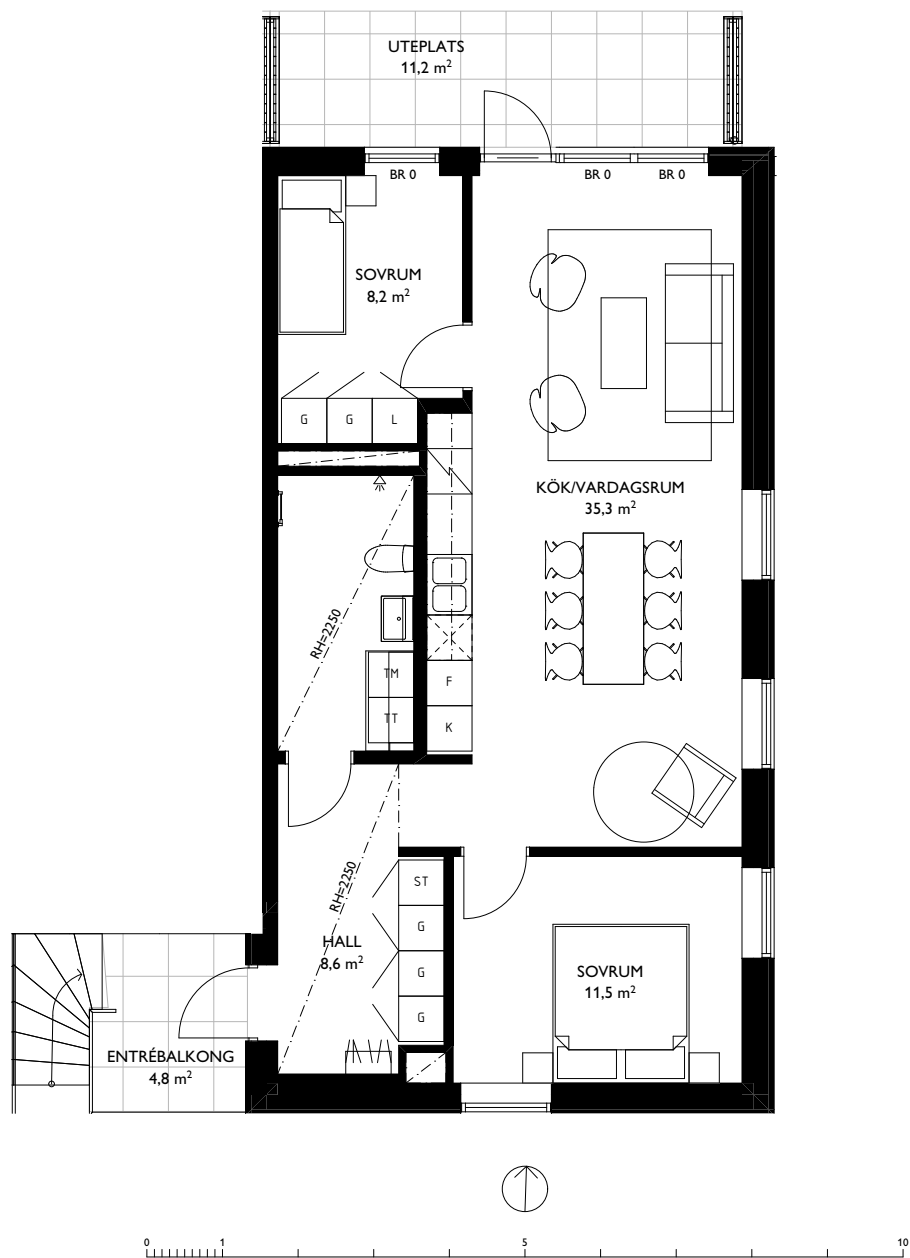 UTEPLATS
11,2 m²
BR 0
BR 0
BR 0
SOVRUM
8,2 m²
G
G
L
KÖK/VARDAGSRUM
35,3 m²
RH=2250
TM
TT
K
F
K
RH=2250
ST
G
G
G
HALL
8,6 m²
SOVRUM
11,5 m²
ENTRÉBALKONG
4,8 m²
0
1
5
10